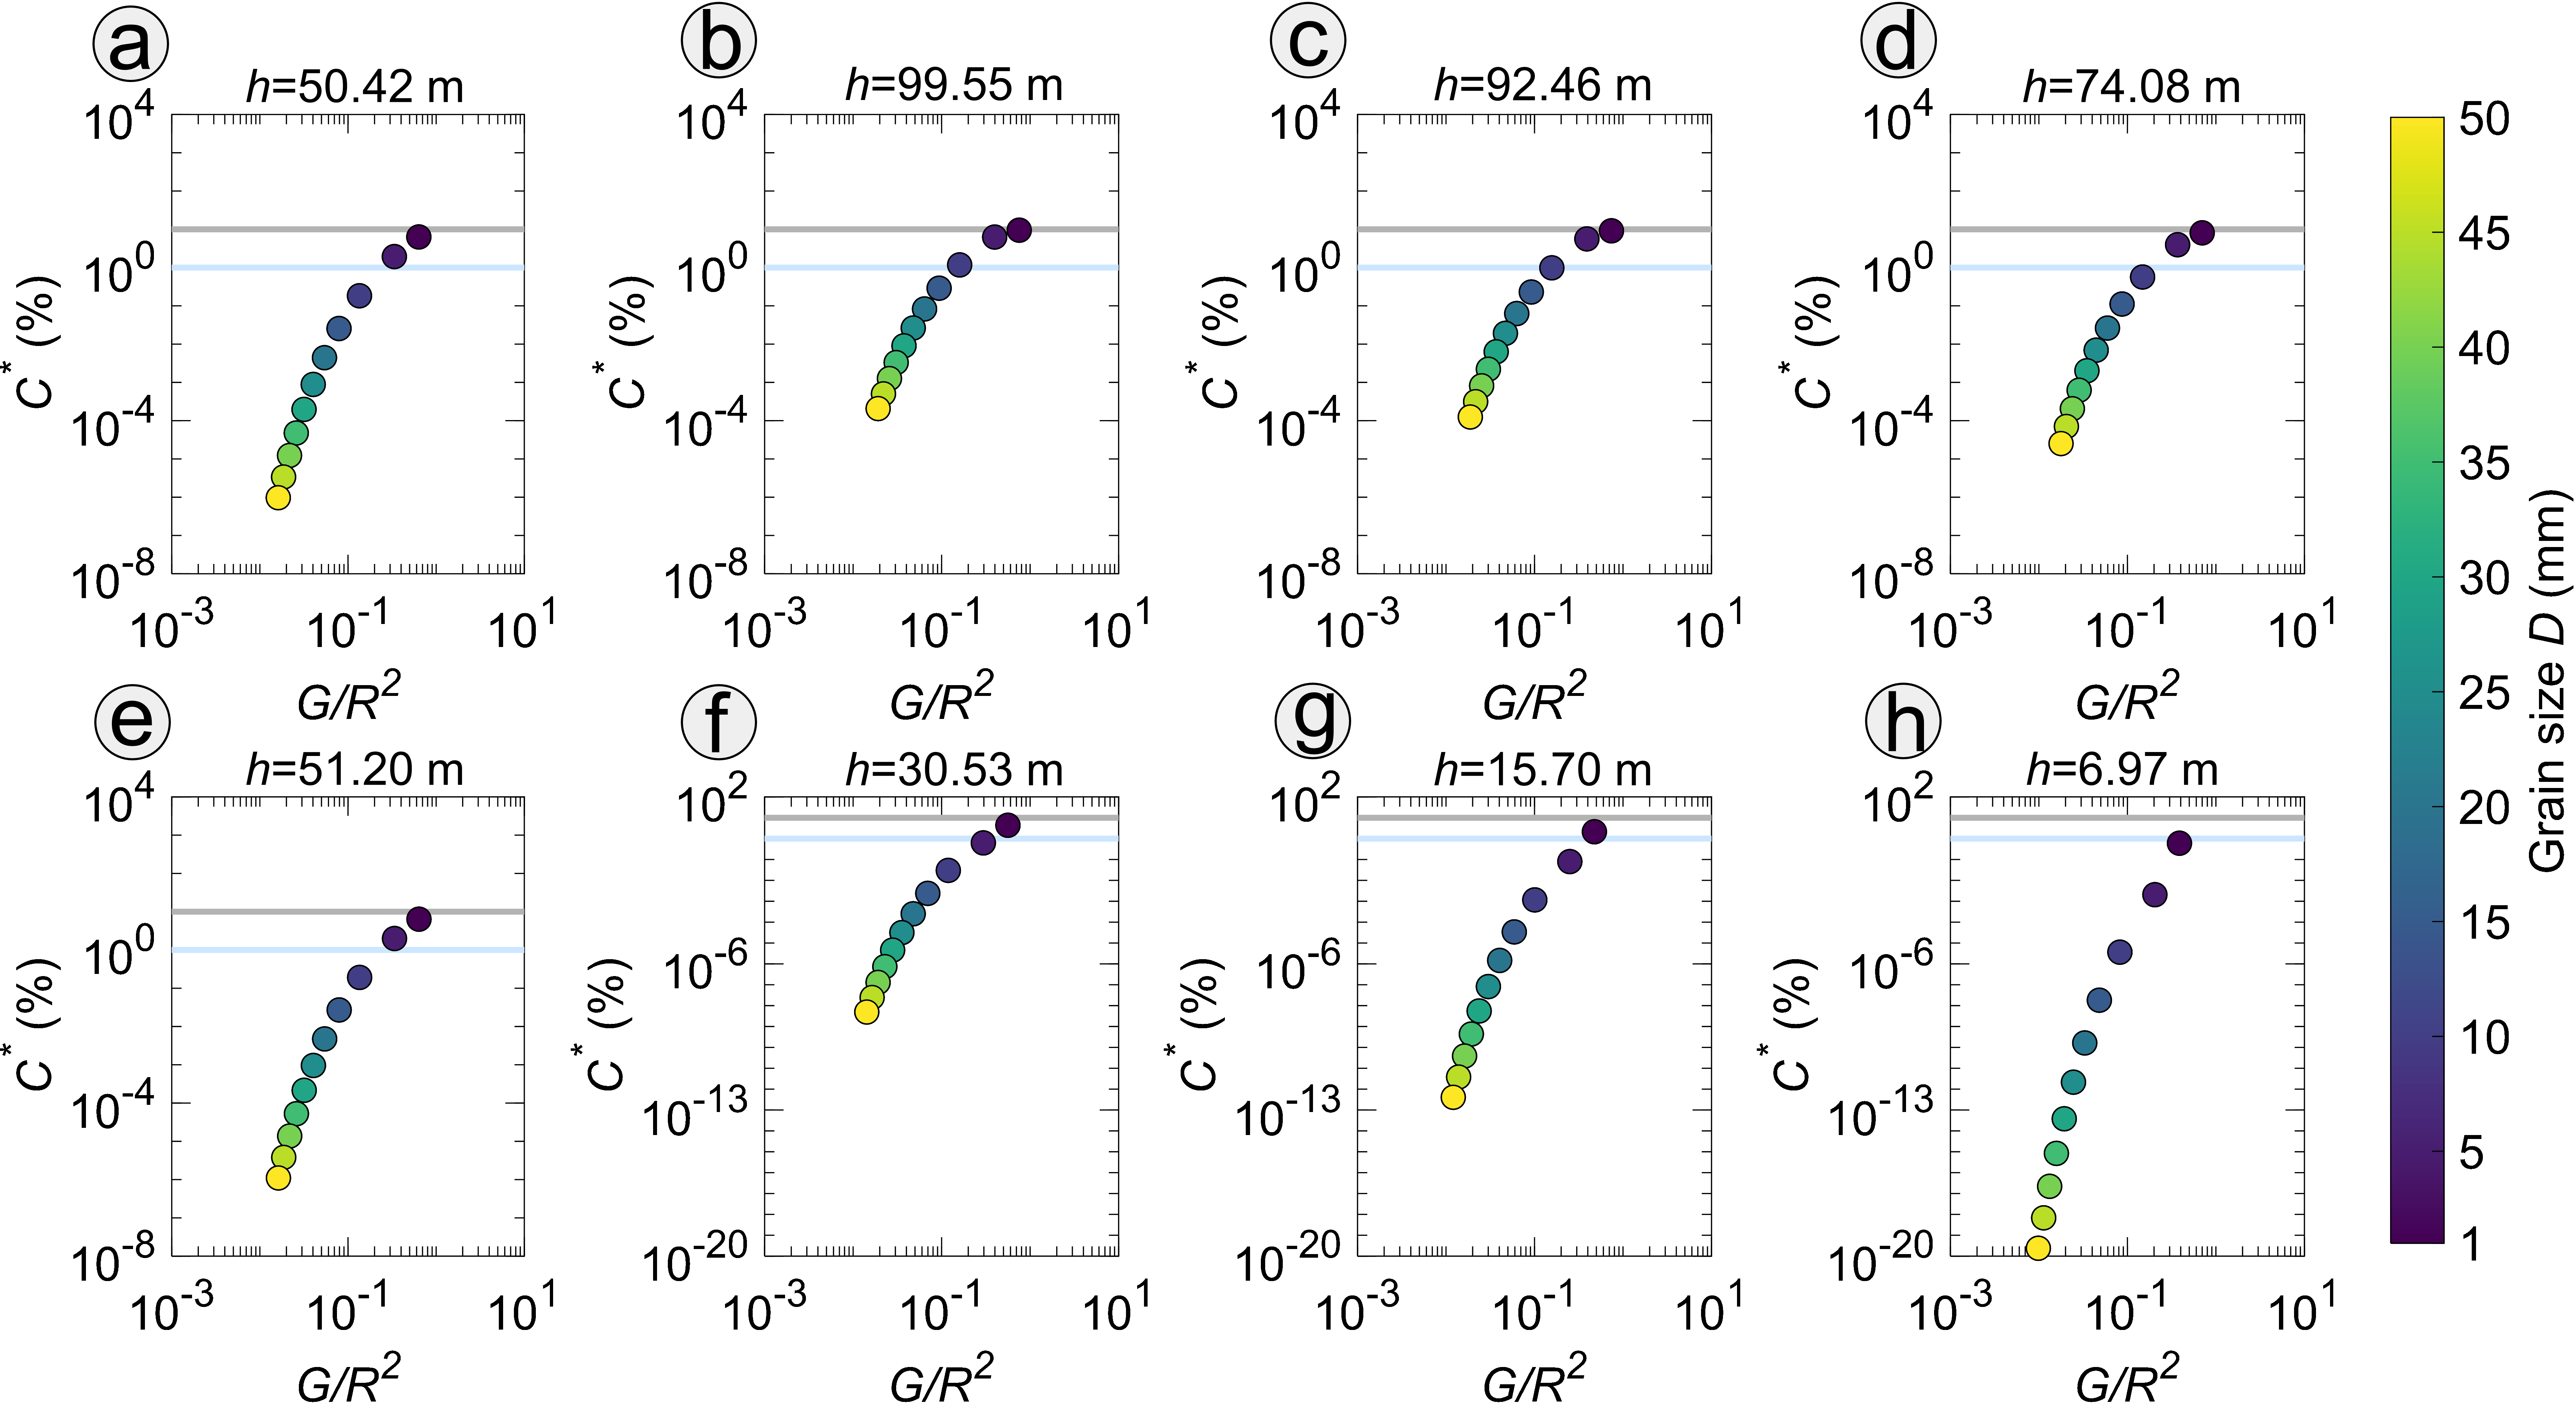 a
b
c
d
h=50.42 m
h=99.55 m
h=92.46 m
h=74.08 m
10^4
10^0
10^-4
10^-8
C* (%)
10^-3 10^-1 10^1
G/R^2
10^4
10^0
10^-4
10^-8
C* (%)
10^-3 10^-1 10^1
G/R^2
10^4
10^0
10^-4
10^-8
C* (%)
10^-3 10^-1 10^1
G/R^2
10^4
10^0
10^-4
10^-8
C* (%)
10^-3 10^-1 10^1
G/R^2
e
f
g
h
h=51.20 m
h=30.53 m
h=15.70 m
h=6.97 m
10^4
10^0
10^-4
10^-8
C* (%)
10^-3 10^-1 10^1
G/R^2
10^2
10^-6
10^-13
10^-20
C* (%)
10^-3 10^-1 10^1
G/R^2
10^2
10^-6
10^-13
10^-20
C* (%)
10^-3 10^-1 10^1
G/R^2
10^2
10^-6
10^-13
10^-20
C* (%)
10^-3 10^-1 10^1
G/R^2
50
45
40
35
30
25
20
15
10
5
1
Grain size D (mm)